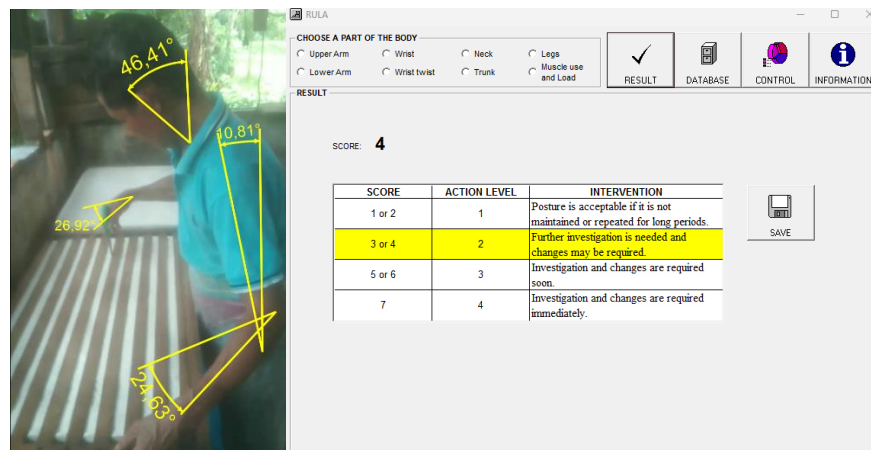 46,41°
10,81°
26,92°
24,63°
RULA
CHOOSE A PART OF THE BODY
Upper Arm Wrist Neck Legs
Lower Arm Wrist twist Trunk Muscle use and Load
RESULT DATABASE CONTROL INFORMATION
RESULT
SCORE: 4
SCORE ACTION LEVEL INTERVENTION
1 or 2 1 Posture is acceptable if it is not
maintained or repeated for long periods.
3 or 4 2 Further investigation is needed and
changes may be required.
5 or 6 3 Investigation and changes are required
soon.
7 4 Investigation and changes are required
immediately.
SAVE